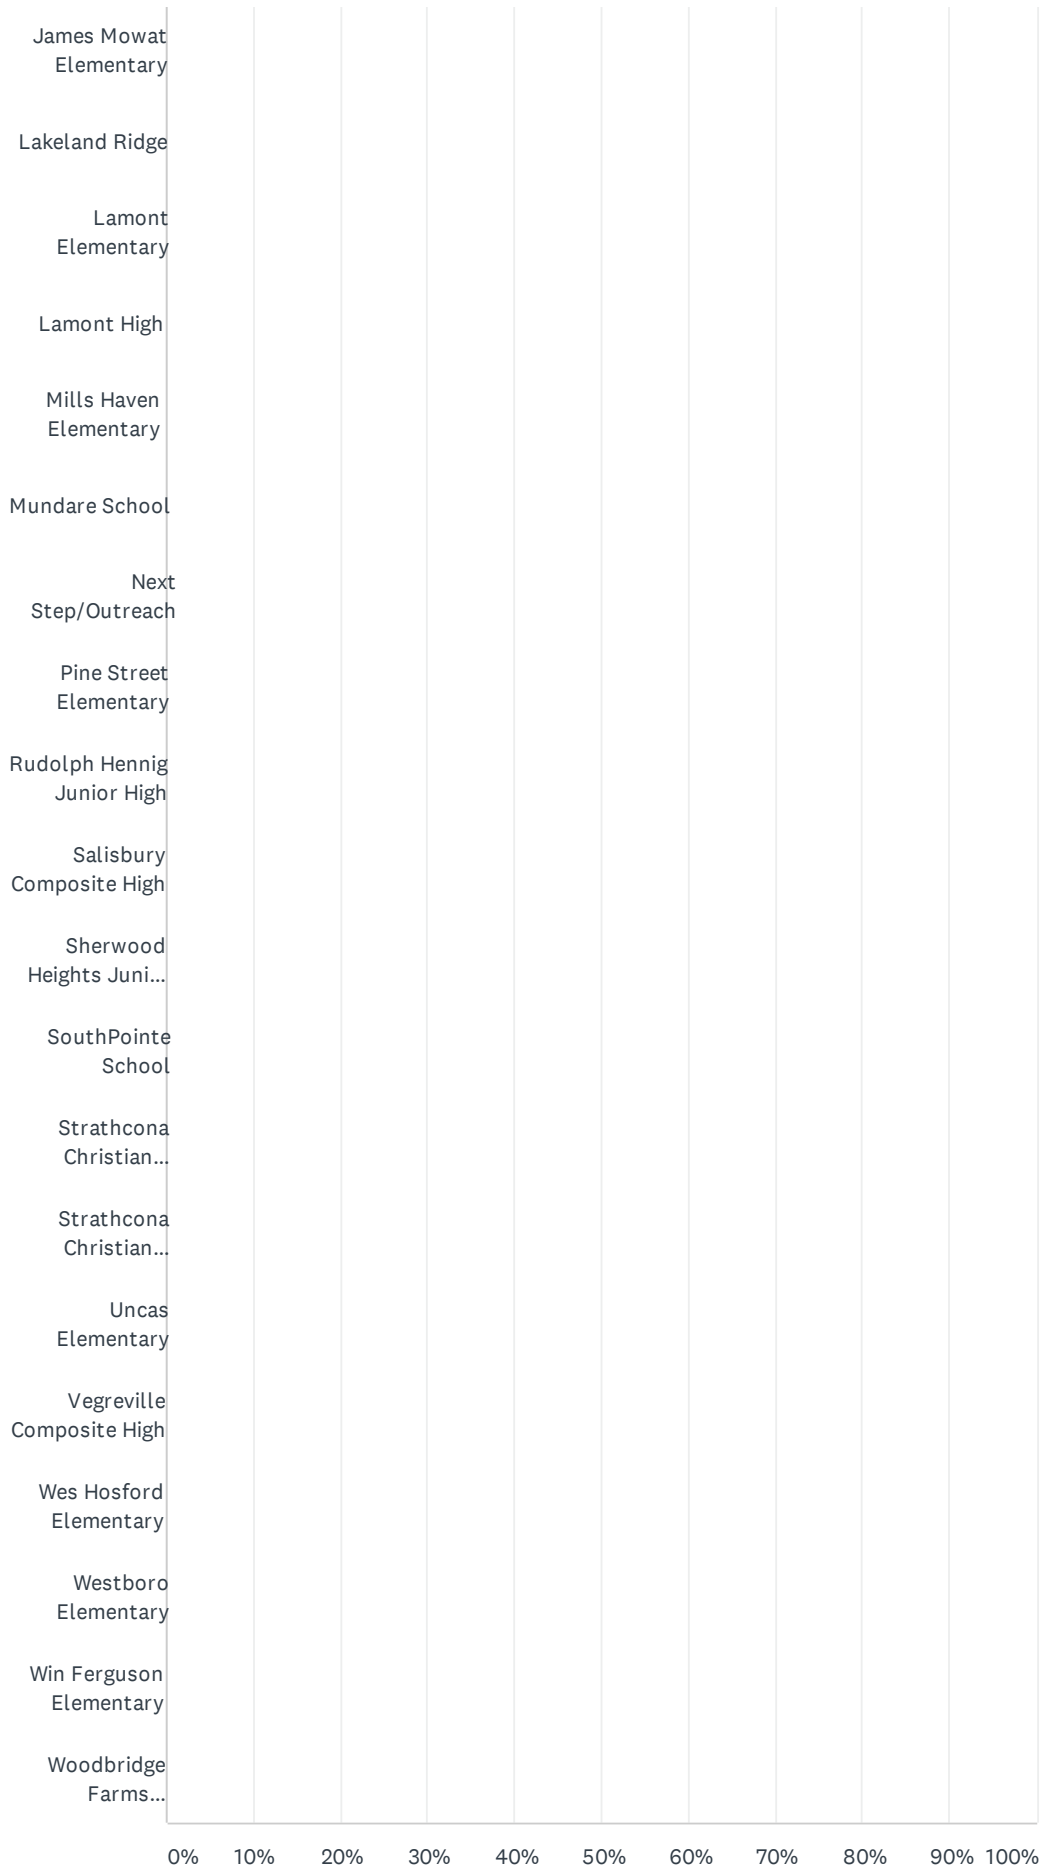 James Mowat
Elementary
Lakeland Ridge
Lamont
Elementary
Lamont High
Mills Haven
Elementary
Mundare School
Next
Step/Outreach
Pine Street
Elementary
Rudolph Hennig
Junior High
Salisbury
Composite High
Sherwood
Heights Juni...
SouthPointe
School
Strathcona
Christian...
Strathcona
Christian...
Uncas
Elementary
Vegreville
Composite High
Wes Hosford
Elementary
Westboro
Elementary
Win Ferguson
Elementary
Woodbridge
Farms...
0% 10% 20% 30% 40% 50% 60% 70% 80% 90% 100%